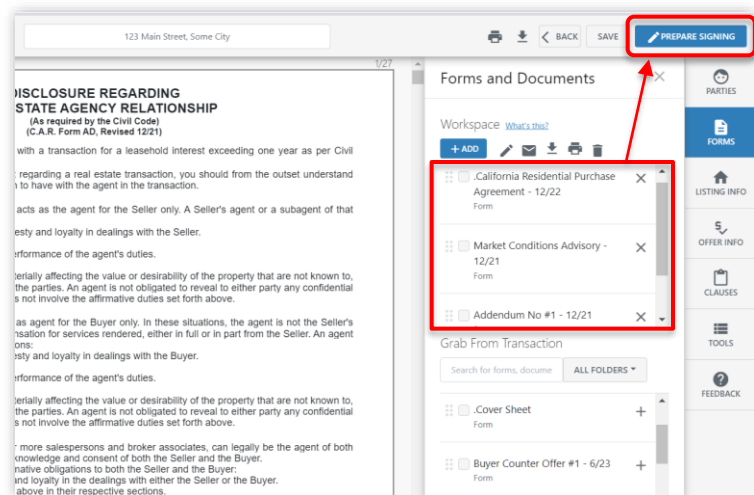 123 Main Street, Some City
BACK
SAVE
PREPARE SIGNING
1/27
DISCLOSURE REGARDING
ESTATE AGENCY RELATIONSHIP
(As required by the Civil Code)
(C.A.R. Form AD, Revised 12/21)
with a transaction for a leasehold interest exceeding one year as per Civil
regarding a real estate transaction, you should from the outset understand
to have with the agent in the transaction.
acts as the agent for the Seller only. A Seller's agent or a subagent of that
esty and loyalty in dealings with the Seller.
erformance of the agent's duties.
terially affecting the value or desirability of the property that are not known to,
the parties. An agent is not obligated to reveal to either party any confidential
s not involve the affirmative duties set forth above.
as agent for the Buyer only. In these situations, the agent is not the Seller's
nsation for services rendered, either in full or in part from the Seller. An agent
ons:
esty and loyalty in dealings with the Buyer.
erformance of the agent's duties.
terially affecting the value or desirability of the property that are not known to,
the parties. An agent is not obligated to reveal to either party any confidential
s not involve the affirmative duties set forth above.
more salespersons and broker associates, can legally be the agent of both
knowledge and consent of both the Seller and the Buyer.
mative obligations to both the Seller and the Buyer:
and loyalty in the dealings with either the Seller or the Buyer.
above in their respective sections.
Forms and Documents
Workspace What's this?
+ ADD
.California Residential Purchase
Agreement - 12/22
Form
Market Conditions Advisory -
12/21
Form
Addendum No #1 - 12/21
Grab From Transaction
Search for forms, docume
ALL FOLDERS
.Cover Sheet
Form
Buyer Counter Offer #1 - 6/23
Form
PARTIES
FORMS
LISTING INFO
OFFER INFO
CLAUSES
TOOLS
FEEDBACK